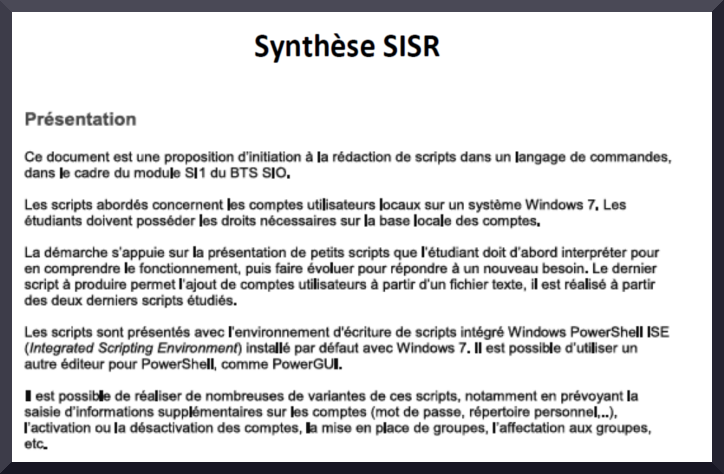 Synthèse SISR
Présentation
Ce document est une proposition d'initiation à la rédaction de scripts dans un langage de commandes,
dans le cadre du module SI1 du BTS SIO.
Les scripts abordés concernent les comptes utilisateurs locaux sur un système Windows 7. Les
étudiants doivent posséder les droits nécessaires sur la base locale des comptes.
La démarche s'appuie sur la présentation de petits scripts que l'étudiant doit d'abord interpréter pour
en comprendre le fonctionnement, puis faire évoluer pour répondre à un nouveau besoin. Le dernier
script à produire permet l'ajout de comptes utilisateurs à partir d'un fichier texte, il est réalisé à partir
des deux derniers scripts étudiés.
Les scripts sont présentés avec l'environnement d'écriture de scripts intégré Windows PowerShell ISE
(Integrated Scripting Environment) installé par défaut avec Windows 7. Il est possible d'utiliser un
autre éditeur pour PowerShell, comme PowerGUI.
Il est possible de réaliser de nombreuses de variantes de ces scripts, notamment en prévoyant la
saisie d'informations supplémentaires sur les comptes (mot de passe, répertoire personnel,..),
l'activation ou la désactivation des comptes, la mise en place de groupes, l'affectation aux groupes,
etc.